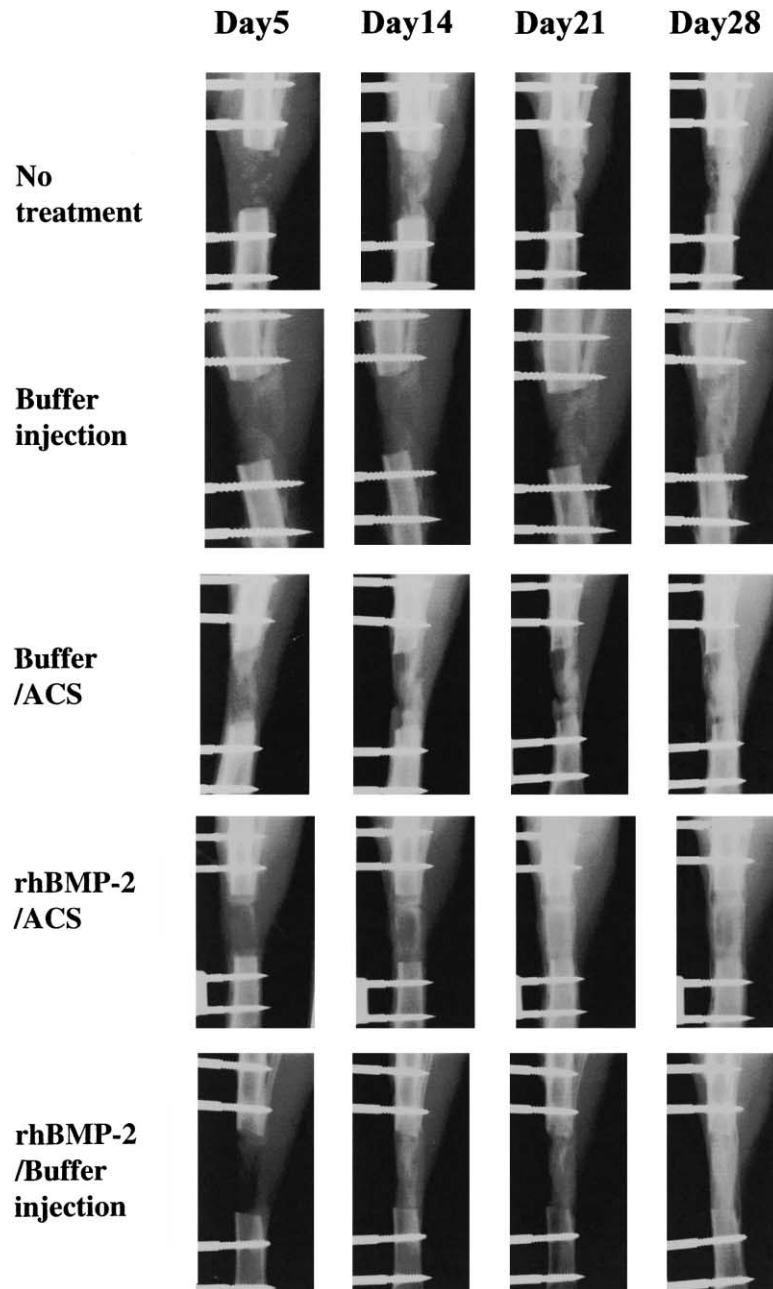 Day5 Day14 Day21 Day28
No
treatment
Buffer
injection
Buffer
/ACS
rhBMP-2
/ACS
rhBMP-2
/Buffer
injection